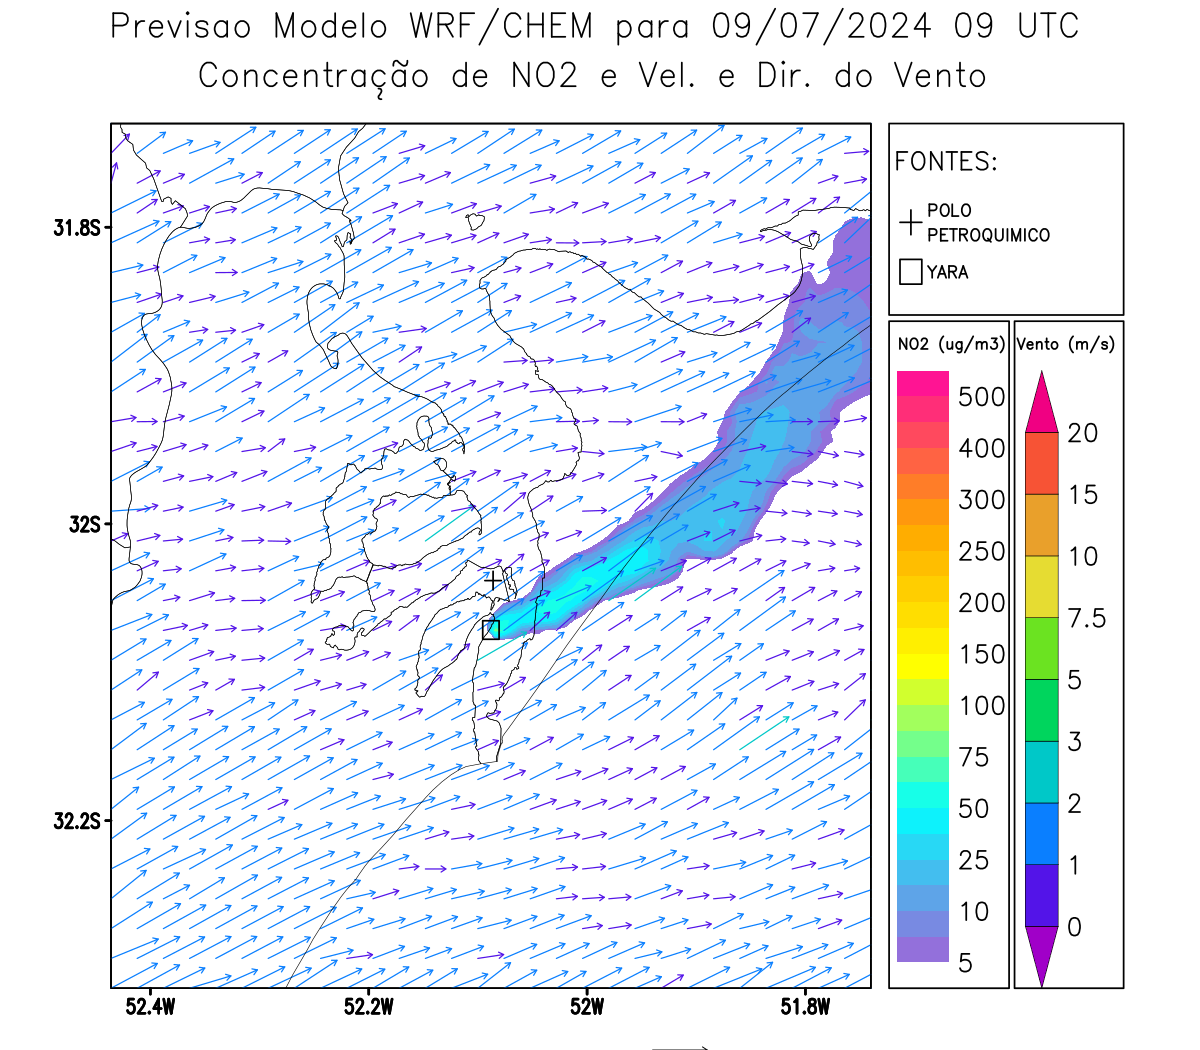 Previsao Modelo WRF/CHEM para 09/07/2024 09 UTC
Concentração de NO2 e Vel. e Dir. do Vento
FONTES:
POLO
PETROQUIMICO
YARA
NO2 (ug/m3)
500
400
300
250
200
150
100
75
50
25
10
5
Vento (m/s)
20
15
10
7.5
5
3
2
1
0
31.8S
32S
32.2S
52.4W
52.2W
52W
51.8W